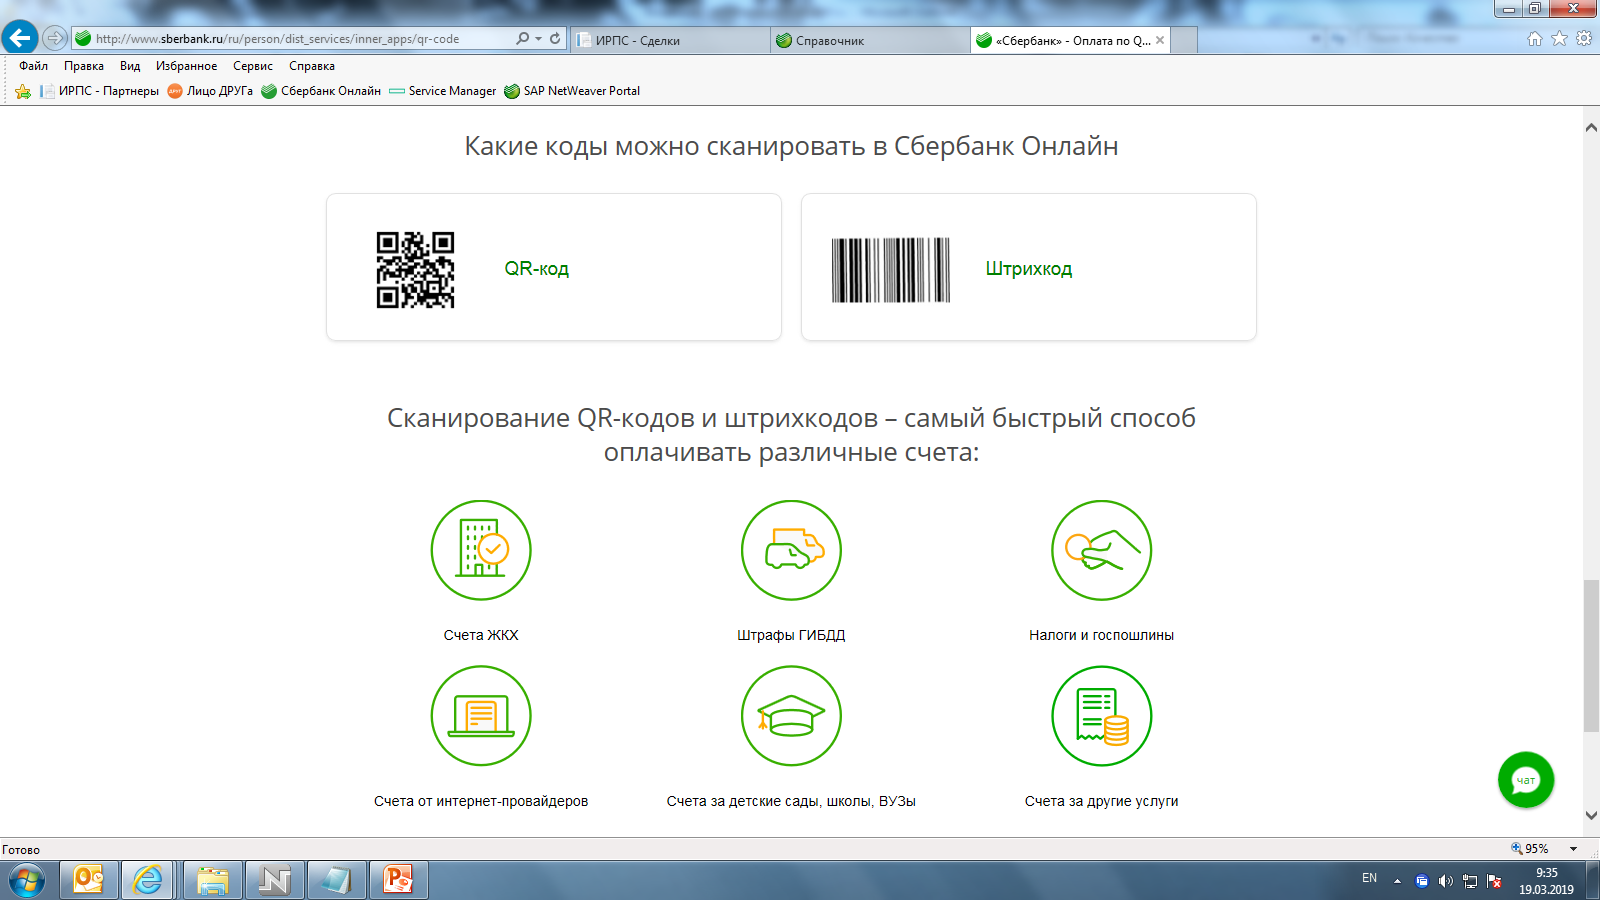 http://www.sberbank.ru/ru/person/dist_services/inner_apps/qr-code
ИРПС - Сделки
Справочник
«Сбербанк» - Оплата по Q...
Файл Правка Вид Избранное Сервис Справка
ИРПС - Партнеры Лицо ДРУГа Сбербанк Онлайн Service Manager SAP NetWeaver Portal
Какие коды можно сканировать в Сбербанк Онлайн
QR-код
Штрихкод
Сканирование QR-кодов и штрихкодов – самый быстрый способ
оплачивать различные счета:
Счета ЖКХ
Штрафы ГИБДД
Налоги и госпошлины
Счета от интернет-провайдеров
Счета за детские сады, школы, ВУЗы
Счета за другие услуги
чат
Готово
95%
EN
9:35
19.03.2019